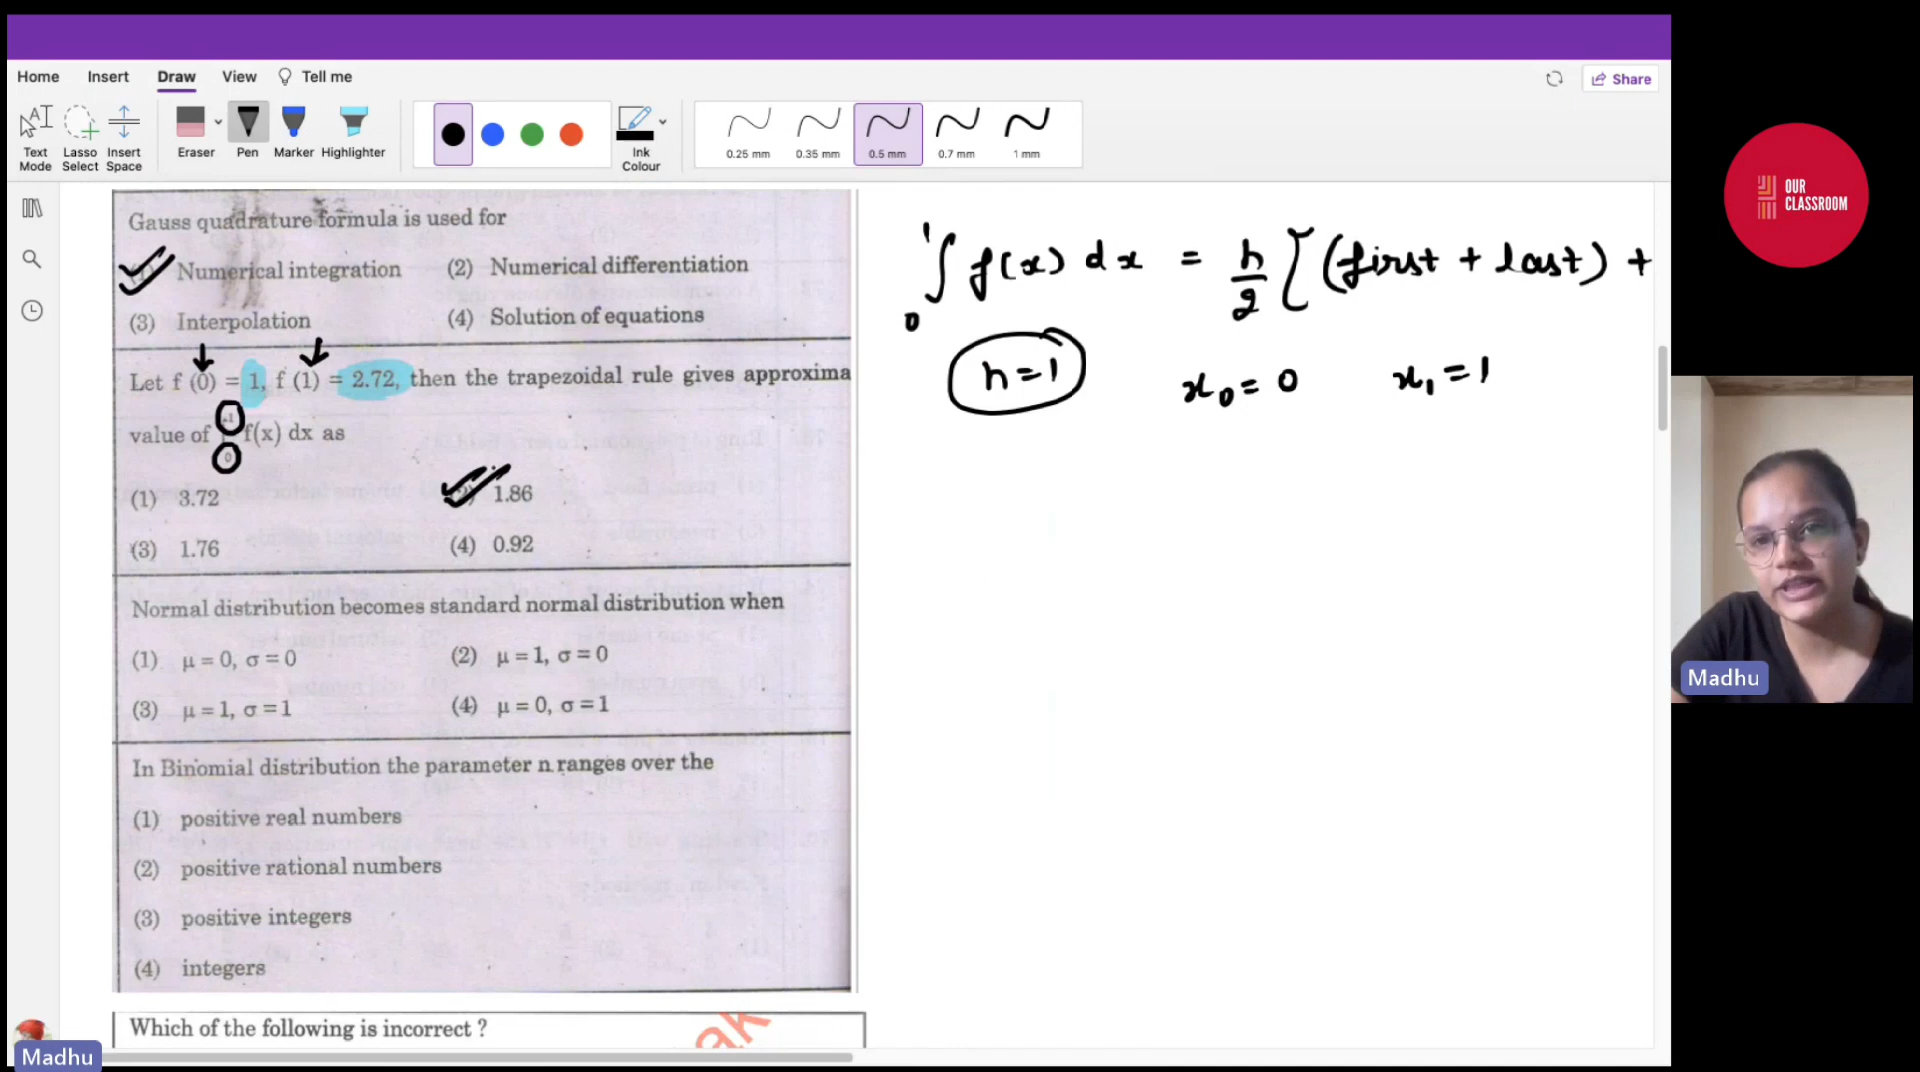 Home Insert Draw View Tell me
Share
Text Mode
Lasso Select
Insert Space
Eraser
Pen
Marker
Highlighter
Ink Colour
0.25 mm
0.35 mm
0.5 mm
0.7 mm
1 mm
OUR CLASSROOM
Gauss quadrature formula is used for
(1) Numerical integration (2) Numerical differentiation
(3) Interpolation (4) Solution of equations
Let f (0) = 1, f (1) = 2.72, then the trapezoidal rule gives approxima
value of ∫ 0 1 f(x) dx as
(1) 3.72 (2) 1.86
(3) 1.76 (4) 0.92
Normal distribution becomes standard normal distribution when
(1) μ = 0, σ = 0 (2) μ = 1, σ = 0
(3) μ = 1, σ = 1 (4) μ = 0, σ = 1
In Binomial distribution the parameter n ranges over the
(1) positive real numbers
(2) positive rational numbers
(3) positive integers
(4) integers
Which of the following is incorrect ?
∫ 0 1 f(x) dx = h/2 [ (first + last) +
h = 1 x₀ = 0 x₁ = 1
Madhu
Madhu